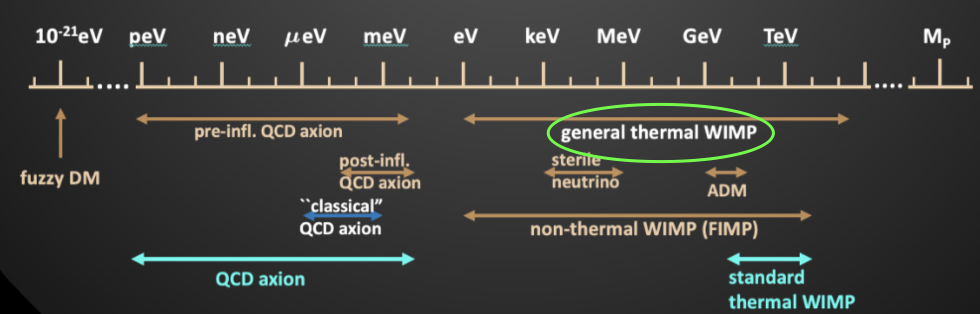 10⁻²¹eV peV neV μeV meV eV keV MeV GeV TeV Mₚ
pre-infl. QCD axion
general thermal WIMP
fuzzy DM
post-infl.
QCD axion
sterile
neutrino
ADM
``classical”
QCD axion
non-thermal WIMP (FIMP)
QCD axion
standard
thermal WIMP